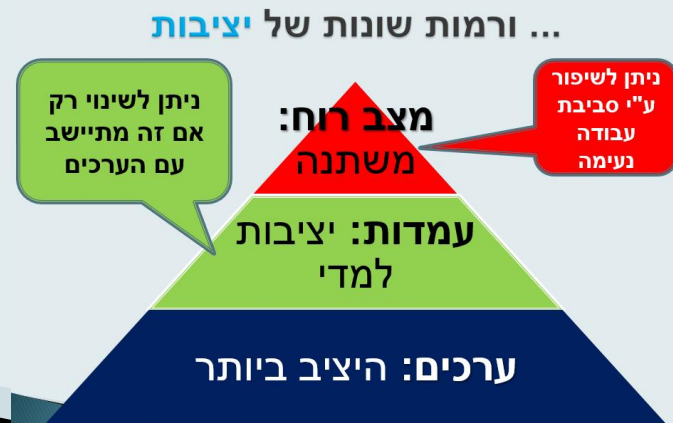 ... ורמות שונות של יציבות
ניתן לשיפור
ע"י סביבת
עבודה
נעימה
ניתן לשינוי רק
אם זה מתיישב
עם הערכים
מצב רוח:
משתנה
עמדות: יציבות
למדי
ערכים: היציב ביותר